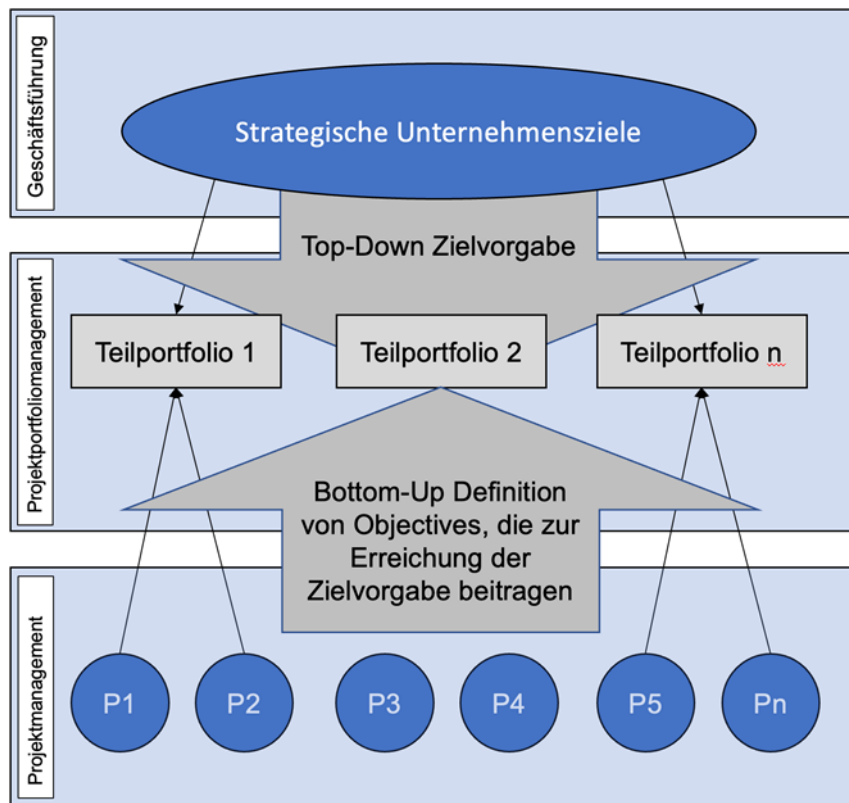 Geschäftsführung
Strategische Unternehmensziele
Top-Down Zielvorgabe
Projektportfoliomanagement
Teilportfolio 1
Teilportfolio 2
Teilportfolio n
Bottom-Up Definition
von Objectives, die zur
Erreichung der
Zielvorgabe beitragen
Projektmanagement
P1
P2
P3
P4
P5
Pn